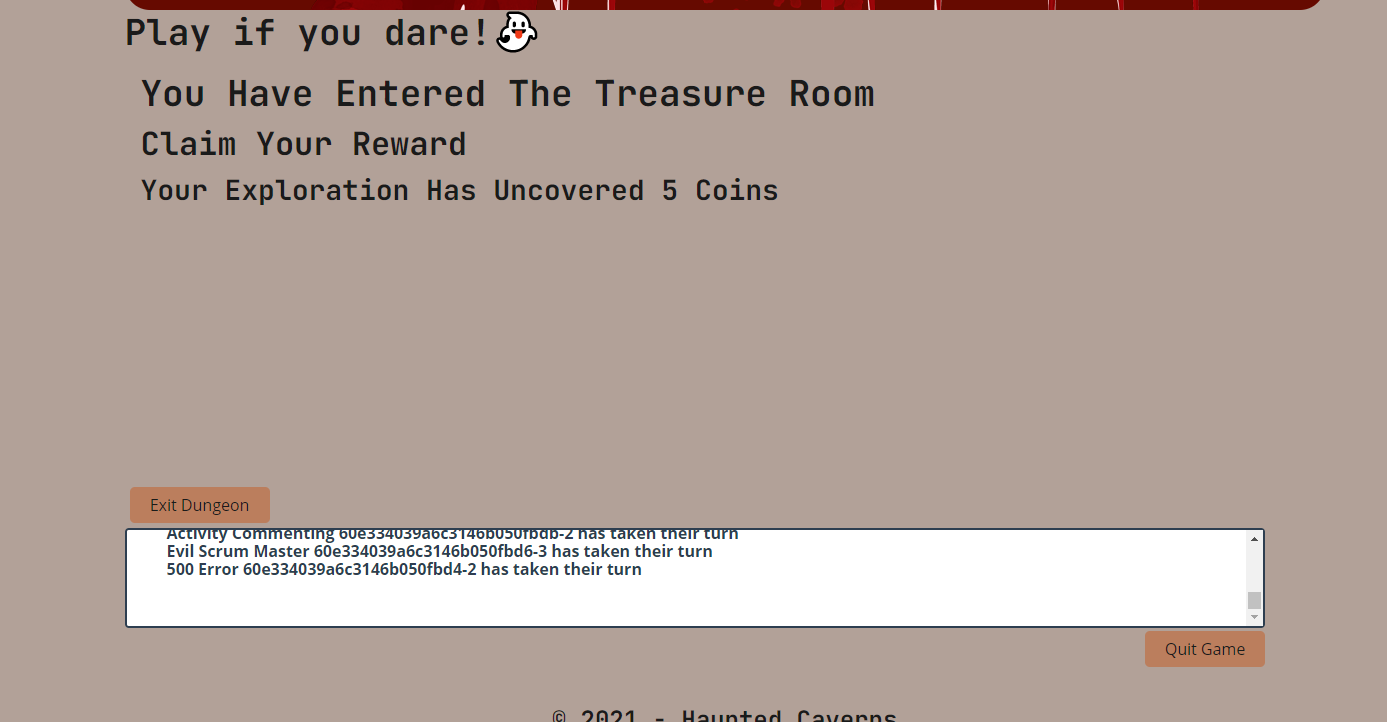 Play if you dare!👻
You Have Entered The Treasure Room
Claim Your Reward
Your Exploration Has Uncovered 5 Coins
Exit Dungeon
Activity Commenting 60e334039a6c3146b050fbdb-2 has taken their turn
Evil Scrum Master 60e334039a6c3146b050fbd6-3 has taken their turn
500 Error 60e334039a6c3146b050fbd4-2 has taken their turn
Quit Game
© 2021 - Haunted Caverns